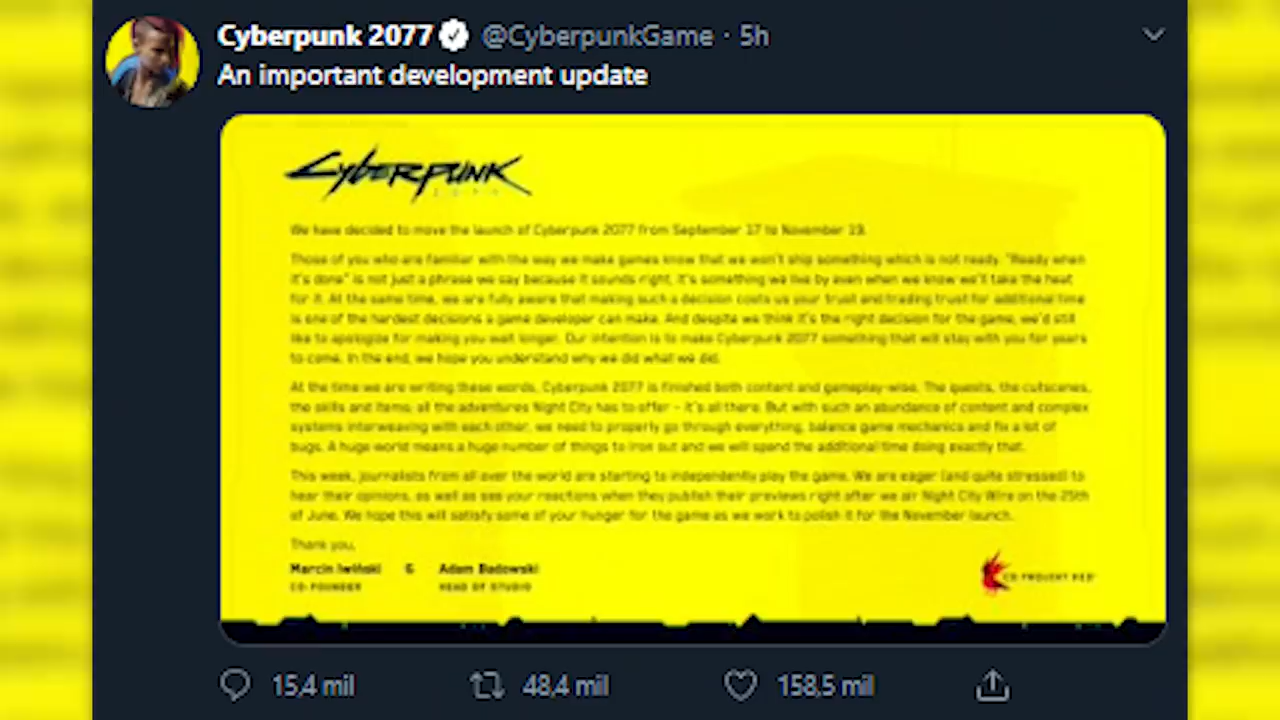 Cyberpunk 2077 @CyberpunkGame · 5h
An important development update
Cyberpunk
2077
We have decided to move the launch of Cyberpunk 2077 from September 17 to November 19.
Those of you who are familiar with the way we make games know that we won't ship something which is not ready. "Ready when
it's done" is not just a phrase we say because it sounds right, it's something we live by even when we know we'll take the heat
for it. At the same time, we are fully aware that making such a decision costs us your trust and trading trust for additional time
is one of the hardest decisions a game developer can make. And despite we think it's the right decision for the game, we'd still
like to apologize for making you wait longer. Our intention is to make Cyberpunk 2077 something that will stay with you for years
to come. In the end, we hope you understand why we did what we did.
At the time we are writing these words, Cyberpunk 2077 is finished both content and gameplay-wise. The quests, the cutscenes,
the skills and items; all the adventures Night City has to offer – it's all there. But with such an abundance of content and complex
systems interweaving with each other, we need to properly go through everything, balance game mechanics and fix a lot of
bugs. A huge world means a huge number of things to iron out and we will spend the additional time doing exactly that.
This week, journalists from all over the world are starting to independently play the game. We are eager (and quite stressed) to
hear their opinions, as well as see your reactions when they publish their previews right after we air Night City Wire on the 25th
of June. We hope this will satisfy some of your hunger for the game as we work to polish it for the November launch.
Thank you,
Marcin Iwiński & Adam Badowski
CO-FOUNDER HEAD OF STUDIO
CD PROJEKT RED
15,4 mil 48,4 mil 158,5 mil